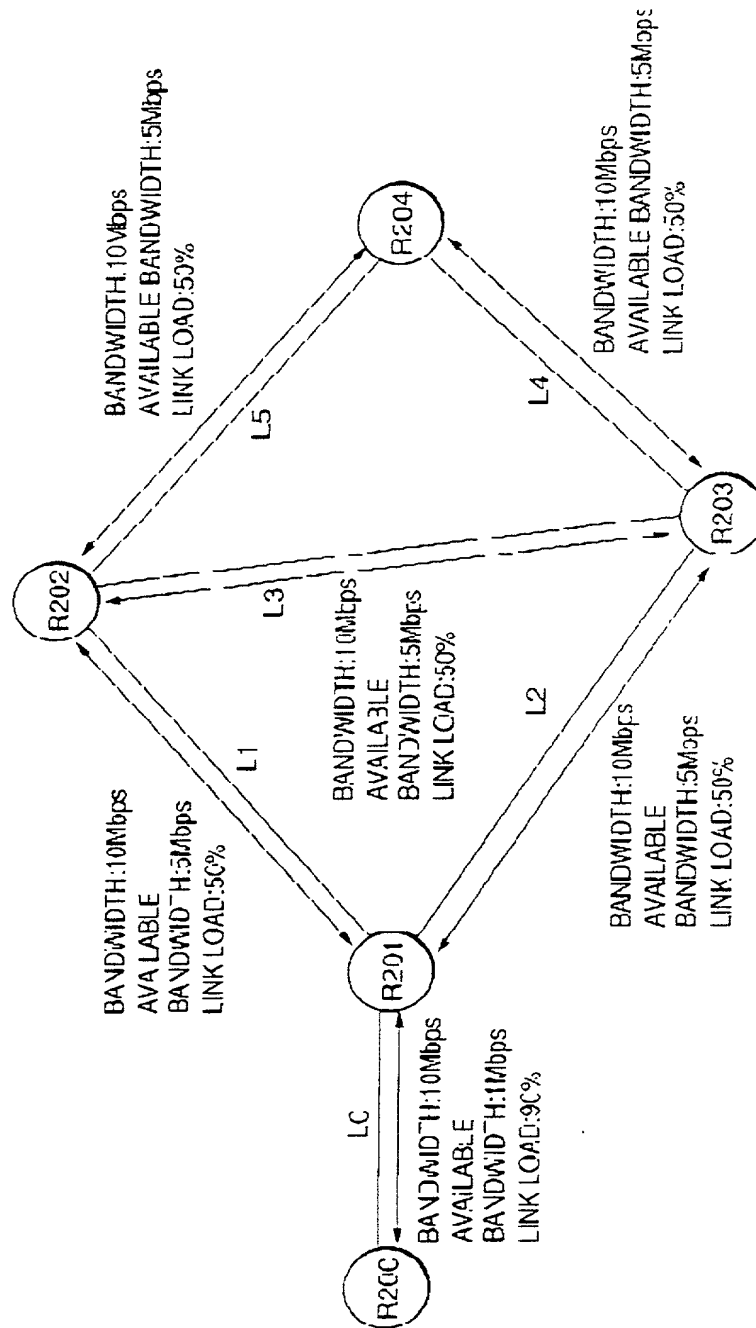 R20C
LC
BANDWIDTH:10Mbps
AVAILABLE
BANDWIDTH:1Mbps
LINK LOAD:90%
R201
BANDWIDTH:10Mbps
AVAILABLE
BANDWIDTH:5Mbps
LINK LOAD:50%
L1
R202
BANDWIDTH:10Mbps
AVAILABLE
BANDWIDTH:5Mbps
LINK LOAD:50%
L3
L2
BANDWIDTH:10Mbps
AVAILABLE
BANDWIDTH:5Mbps
LINK LOAD:50%
R203
BANDWIDTH:10Mbps
AVAILABLE BANDWIDTH:5Mbps
LINK LOAD:50%
L5
R204
L4
BANDWIDTH:10Mbps
AVAILABLE BANDWIDTH:5Mbps
LINK LOAD:50%